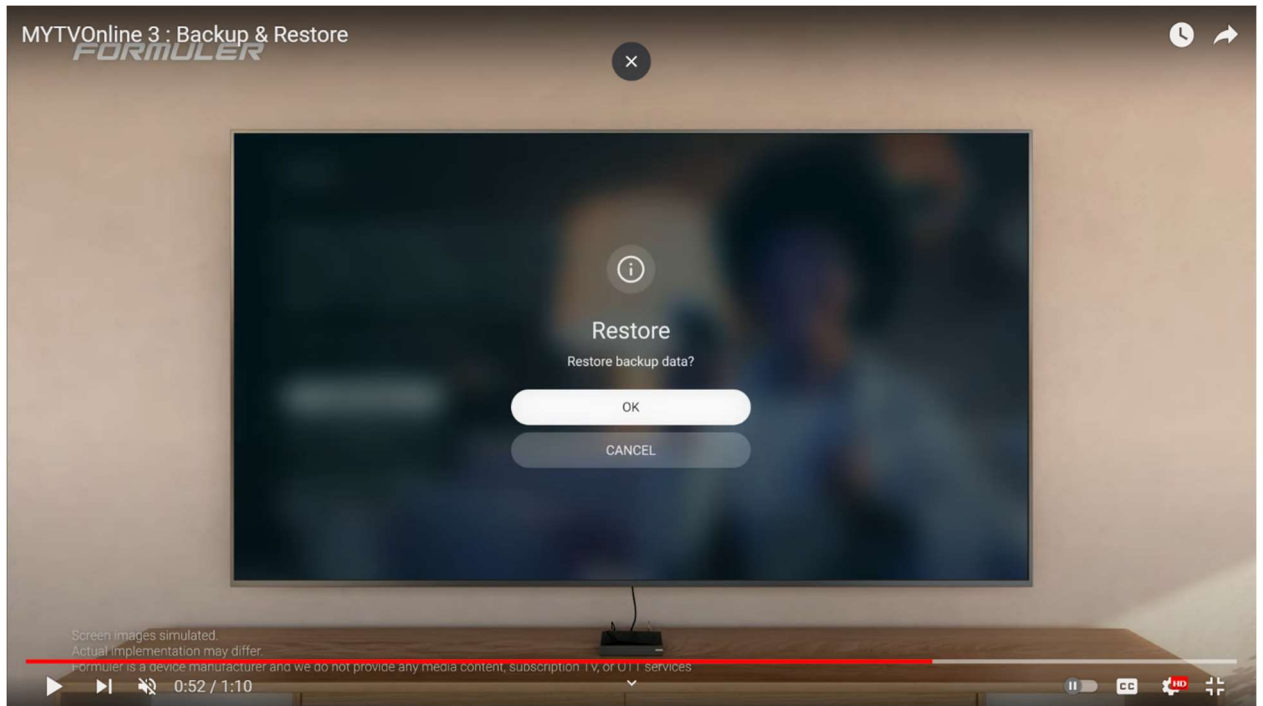 MYTVOnline 3 : Backup & Restore
FORMULER
Restore
Restore backup data?
OK
CANCEL
Screen images simulated.
Actual implementation may differ.
Formuler is a device manufacturer and we do not provide any media content, subscription TV, or OTT services
0:52 / 1:10
CC
HD